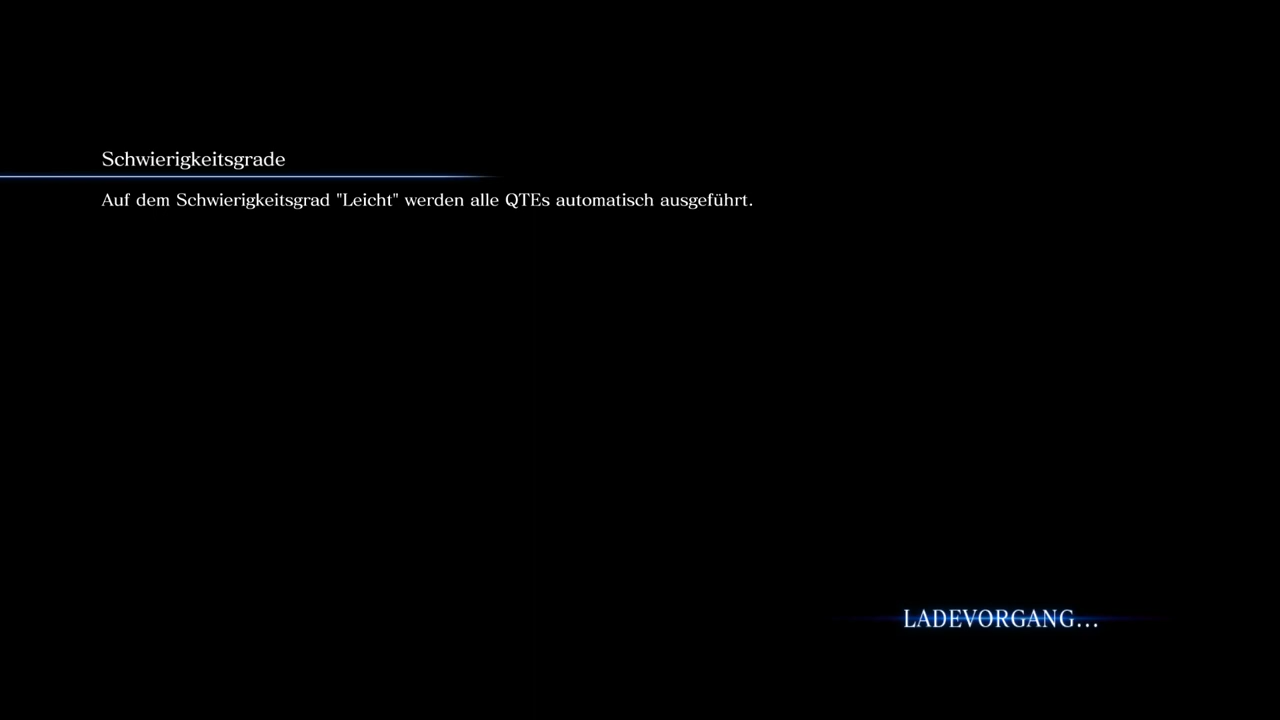 Schwierigkeitsgrade
Auf dem Schwierigkeitsgrad "Leicht" werden alle QTEs automatisch ausgeführt.
LADEVORGANG...